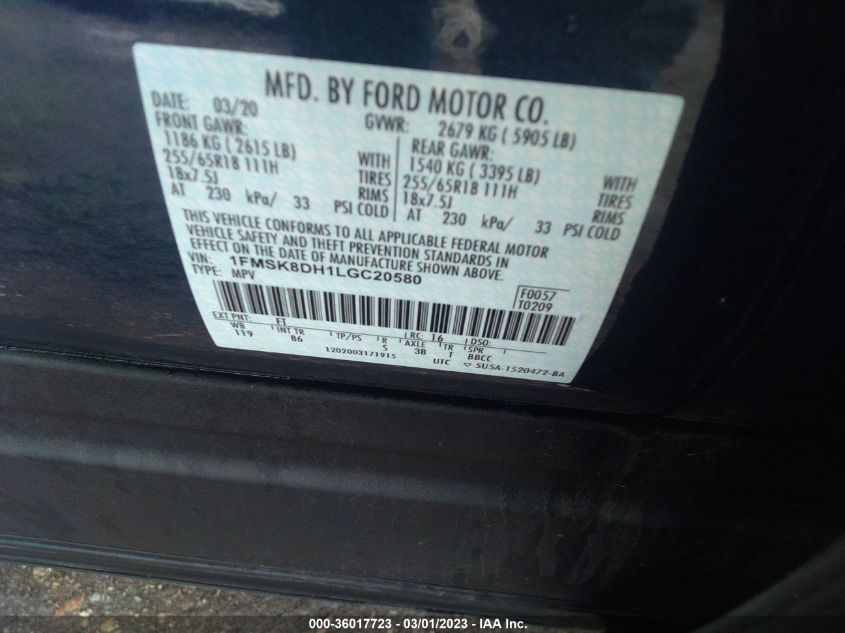 MFD. BY FORD MOTOR CO.
DATE: 03/20 GVWR: 2679 KG ( 5905 LB)
FRONT GAWR: REAR GAWR:
1186 KG ( 2615 LB) WITH 1540 KG ( 3395 LB) WITH
255/65R18 111H TIRES 255/65R18 111H TIRES
18x7.5J RIMS 18x7.5J RIMS
AT 230 kPa/ 33 PSI COLD AT 230 kPa/ 33 PSI COLD
THIS VEHICLE CONFORMS TO ALL APPLICABLE FEDERAL MOTOR
VEHICLE SAFETY AND THEFT PREVENTION STANDARDS IN
EFFECT ON THE DATE OF MANUFACTURE SHOWN ABOVE.
VIN: 1FMSK8DH1LGC20580
TYPE: MPV
F0057
T0209
EXT PNT: FT RC: 16 DSO:
WB INT TR TP/PS R AXLE TR SPR
119 86 S 3B T BBCC
1202003171915 UTC ▽ 5U5A-1520472-BA
000-36017723 - 03/01/2023 - IAA Inc.